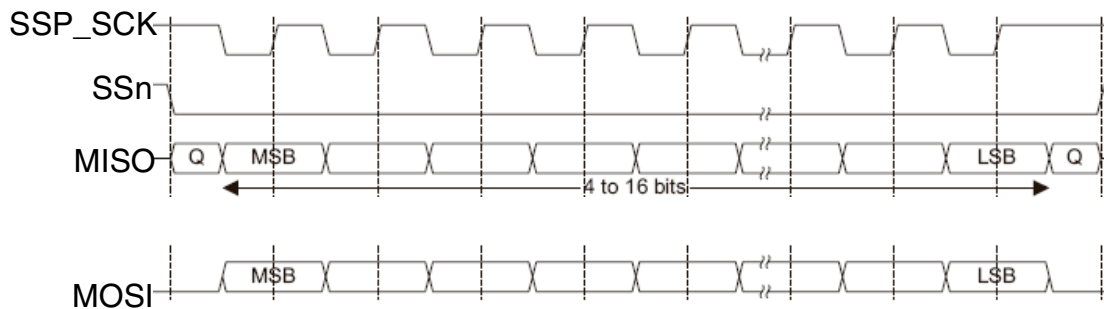 SSP_SCK
SSn
MISO Q MSB LSB Q
4 to 16 bits
MOSI MSB LSB